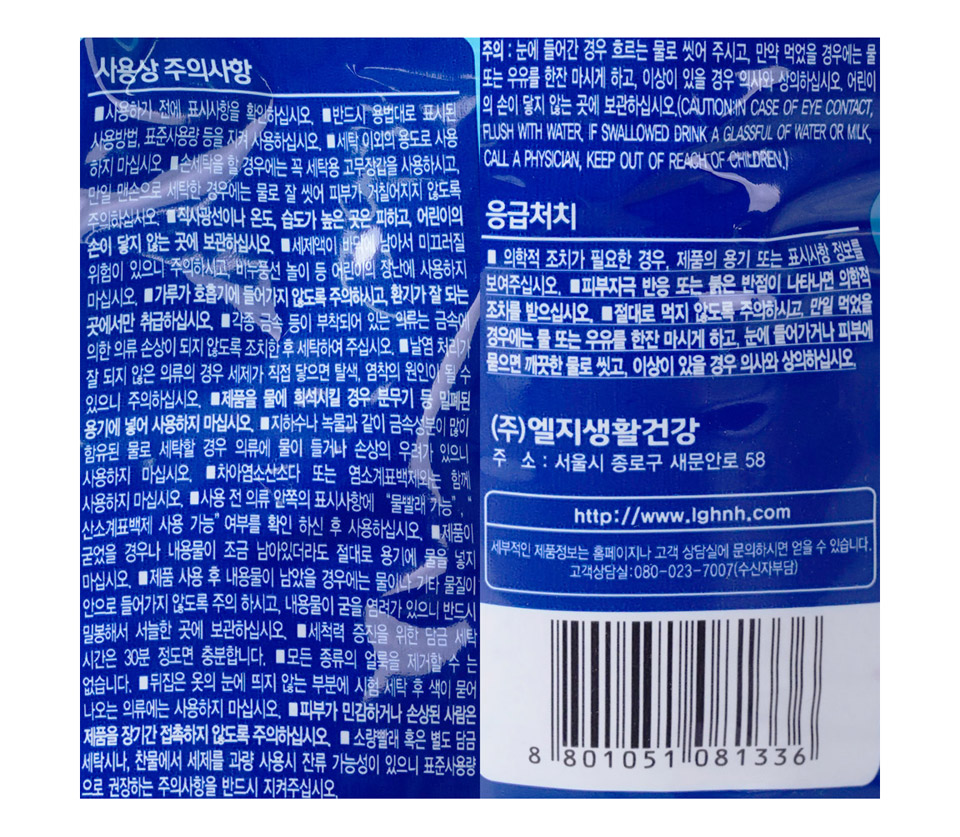 사용상 주의사항
■사용하기 전에 표시사항을 확인하십시오. ■반드시 용법대로 표시된
사용방법, 표준사용량 등을 지켜 사용하십시오. ■세탁 이외의 용도로 사용
하지 마십시오. ■손세탁을 할 경우에는 꼭 세탁용 고무장갑을 사용하시고,
만일 맨손으로 세탁한 경우에는 물로 잘 씻어 피부가 거칠어지지 않도록
주의하십시오. ■직사광선이나 온도, 습도가 높은 곳은 피하고, 어린이의
손이 닿지 않는 곳에 보관하십시오. ■세제액이 바닥에 남아서 미끄러질
위험이 있으니 주의하시고 비누풍선 놀이 등 어린이의 장난에 사용하지
마십시오. ■가루가 호흡기에 들어가지 않도록 주의하시고, 환기가 잘 되는
곳에서만 취급하십시오. ■각종 금속 등이 부착되어 있는 의류는 금속에
의한 의류 손상이 되지 않도록 조치한 후 세탁하여 주십시오. ■날염 처리가
잘 되지 않은 의류의 경우 세제가 직접 닿으면 탈색, 염착의 원인이 될 수
있으니 주의하십시오. ■제품을 물에 희석시킬 경우 분무기 등 밀폐된
용기에 넣어 사용하지 마십시오. ■지하수나 녹물과 같이 금속성분이 많이
함유된 물로 세탁할 경우 의류에 물이 들거나 손상의 우려가 있으니
사용하지 마십시오. ■차아염소산소다 또는 염소계표백제와는 함께
사용하지 마십시오. ■사용 전 의류 안쪽의 표시사항에 “물빨래 가능”, “
산소계표백제 사용 가능” 여부를 확인 하신 후 사용하십시오. ■제품이
굳었을 경우나 내용물이 조금 남아있더라도 절대로 용기에 물을 넣지
마십시오. ■제품 사용 후 내용물이 남았을 경우에는 물이나 기타 물질이
안으로 들어가지 않도록 주의 하시고, 내용물이 굳을 염려가 있으니 반드시
밀봉해서 서늘한 곳에 보관하십시오. ■세척력 증진을 위한 담금 세탁
시간은 30분 정도면 충분합니다. ■모든 종류의 얼룩을 제거할 수 는
없습니다. ■뒤집은 옷의 눈에 띄지 않는 부분에 시험 세탁 후 색이 묻어
나오는 의류에는 사용하지 마십시오. ■피부가 민감하거나 손상된 사람은
제품을 장기간 접촉하지 않도록 주의하십시오. ■ 소량빨래 혹은 별도 담금
세탁시나, 찬물에서 세제를 과량 사용시 잔류 가능성이 있으니 표준사용량
으로 권장하는 주의사항을 반드시 지켜주십시오.
주의 : 눈에 들어간 경우 흐르는 물로 씻어 주시고, 만약 먹었을 경우에는 물
또는 우유를 한잔 마시게 하고, 이상이 있을 경우 의사와 상의하십시오. 어린이
의 손이 닿지 않는 곳에 보관하십시오.(CAUTION:IN CASE OF EYE CONTACT,
FLUSH WITH WATER, IF SWALLOWED DRINK A GLASSFUL OF WATER OR MILK,
CALL A PHYSICIAN, KEEP OUT OF REACH OF CHILDREN.)
응급처치
■ 의학적 조치가 필요한 경우, 제품의 용기 또는 표시사항 정보를
보여주십시오. ■피부자극 반응 또는 붉은 반점이 나타나면 의학적
조치를 받으십시오. ■절대로 먹지 않도록 주의하시고, 만일 먹었을
경우에는 물 또는 우유를 한잔 마시게 하고, 눈에 들어가거나 피부에
묻으면 깨끗한 물로 씻고, 이상이 있을 경우 의사와 상의하십시오.
(주)엘지생활건강
주 소 : 서울시 종로구 새문안로 58
http://www.lghnh.com
세부적인 제품정보는 홈페이지나 고객 상담실에 문의하시면 얻을 수 있습니다.
고객상담실:080-023-7007(수신자부담)
8 801051 081336